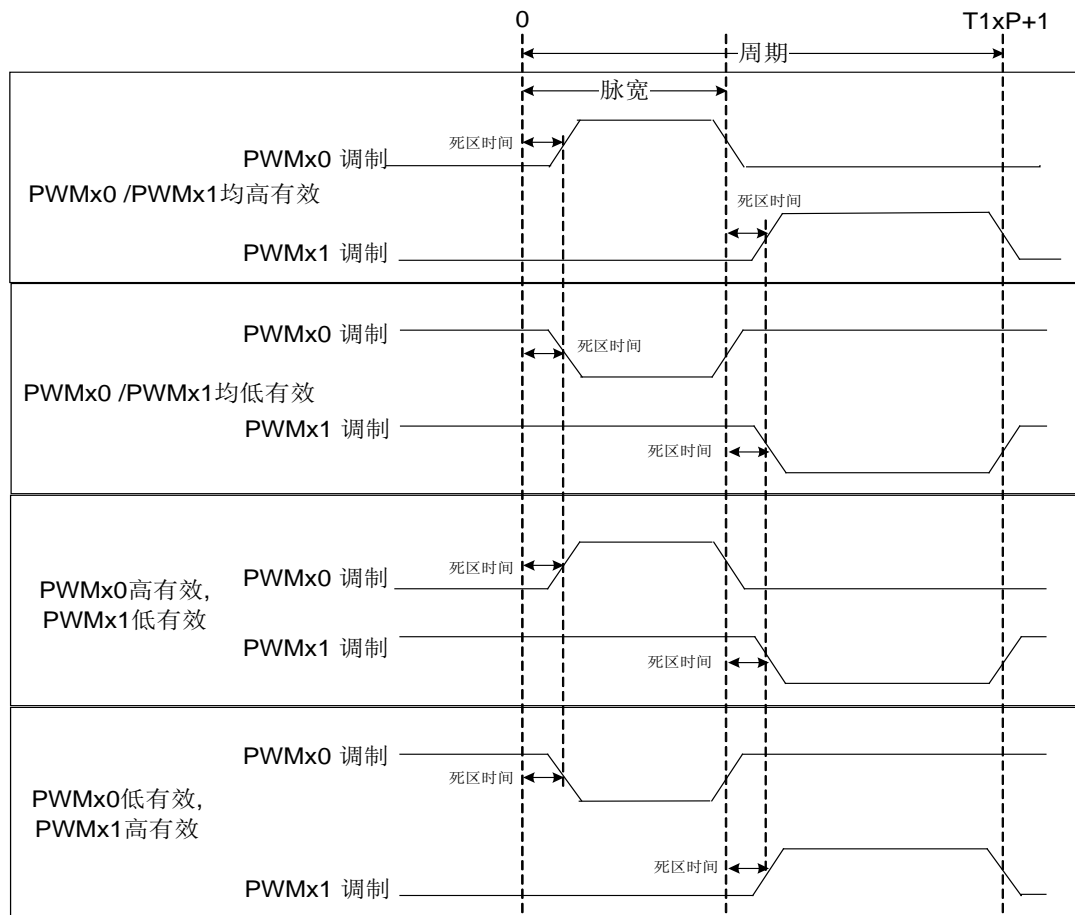 0
T1xP+1
周期
脉宽
死区时间
PWMx0 调制
PWMx0 /PWMx1均高有效
死区时间
PWMx1 调制
PWMx0 调制
死区时间
PWMx0 /PWMx1均低有效
PWMx1 调制
死区时间
死区时间
PWMx0 调制
PWMx0高有效,
PWMx1低有效
PWMx1 调制
死区时间
PWMx0 调制
死区时间
PWMx0低有效,
PWMx1高有效
死区时间
PWMx1 调制